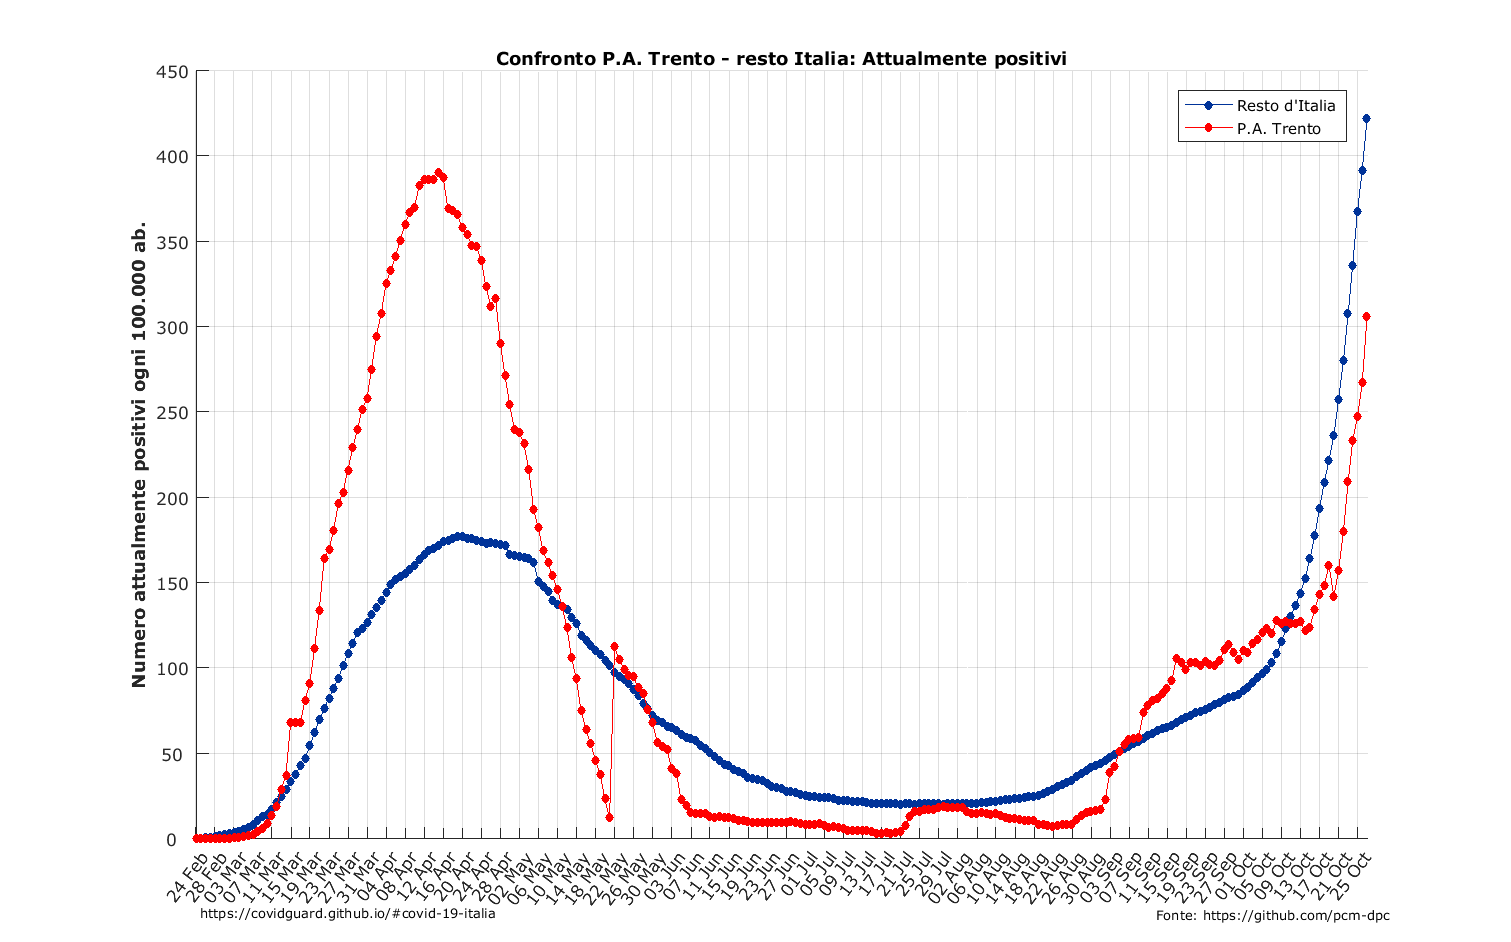 Confronto P.A. Trento - resto Italia: Attualmente positivi
Resto d'Italia
P.A. Trento
Numero attualmente positivi ogni 100.000 ab.
450
400
350
300
250
200
150
100
50
0
24 Feb
28 Feb
03 Mar
07 Mar
11 Mar
15 Mar
19 Mar
23 Mar
27 Mar
31 Mar
04 Apr
08 Apr
12 Apr
16 Apr
20 Apr
24 Apr
28 Apr
02 May
06 May
10 May
14 May
18 May
22 May
26 May
30 May
03 Jun
07 Jun
11 Jun
15 Jun
19 Jun
23 Jun
27 Jun
01 Jul
05 Jul
09 Jul
13 Jul
17 Jul
21 Jul
25 Jul
29 Jul
02 Aug
06 Aug
10 Aug
14 Aug
18 Aug
22 Aug
26 Aug
30 Aug
03 Sep
07 Sep
11 Sep
15 Sep
19 Sep
23 Sep
27 Sep
01 Oct
05 Oct
09 Oct
13 Oct
17 Oct
21 Oct
25 Oct
https://covidguard.github.io/#covid-19-italia
Fonte: https://github.com/pcm-dpc